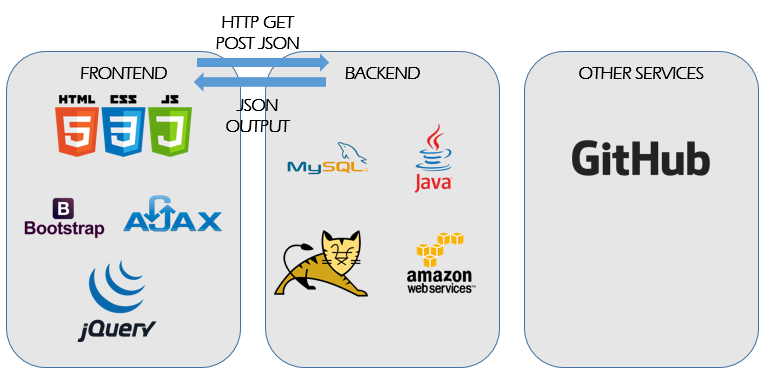 HTTP GET
POST JSON
FRONTEND
BACKEND
OTHER SERVICES
JSON
OUTPUT
HTML CSS JS
5 3
MySQL
Java
GitHub
B
Bootstrap
AJAX
amazon
web services™
jQuery